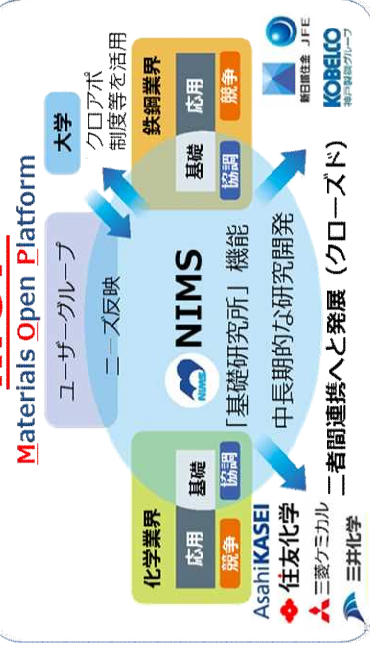 Materials Open Platform
ユーザーグループ
ニーズ反映
大学
クロアポ
制度等を活用
化学業界
基礎
応用
協調
競争
NIMS
NIMS
「基礎研究所」機能
中長期的な研究開発
鉄鋼業界
基礎
応用
協調
競争
AsahiKASEI
住友化学
三菱ケミカル
三井化学
二者間連携へと発展(クローズド)
新日鐵住金
JFE
KOBELCO
神戸製鋼グループ